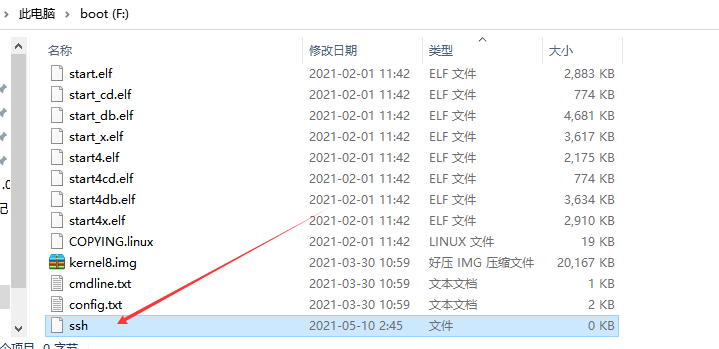 此电脑 > boot (F:)
名称 修改日期 类型 大小
start.elf 2021-02-01 11:42 ELF 文件 2,883 KB
start_cd.elf 2021-02-01 11:42 ELF 文件 774 KB
start_db.elf 2021-02-01 11:42 ELF 文件 4,681 KB
start_x.elf 2021-02-01 11:42 ELF 文件 3,617 KB
start4.elf 2021-02-01 11:42 ELF 文件 2,175 KB
start4cd.elf 2021-02-01 11:42 ELF 文件 774 KB
start4db.elf 2021-02-01 11:42 ELF 文件 3,634 KB
start4x.elf 2021-02-01 11:42 ELF 文件 2,910 KB
COPYING.linux 2021-02-01 11:42 LINUX 文件 19 KB
kernel8.img 2021-03-30 10:59 好压 IMG 压缩文件 20,167 KB
cmdline.txt 2021-03-30 10:59 文本文档 1 KB
config.txt 2021-03-30 10:59 文本文档 2 KB
ssh 2021-05-10 2:45 文件 0 KB